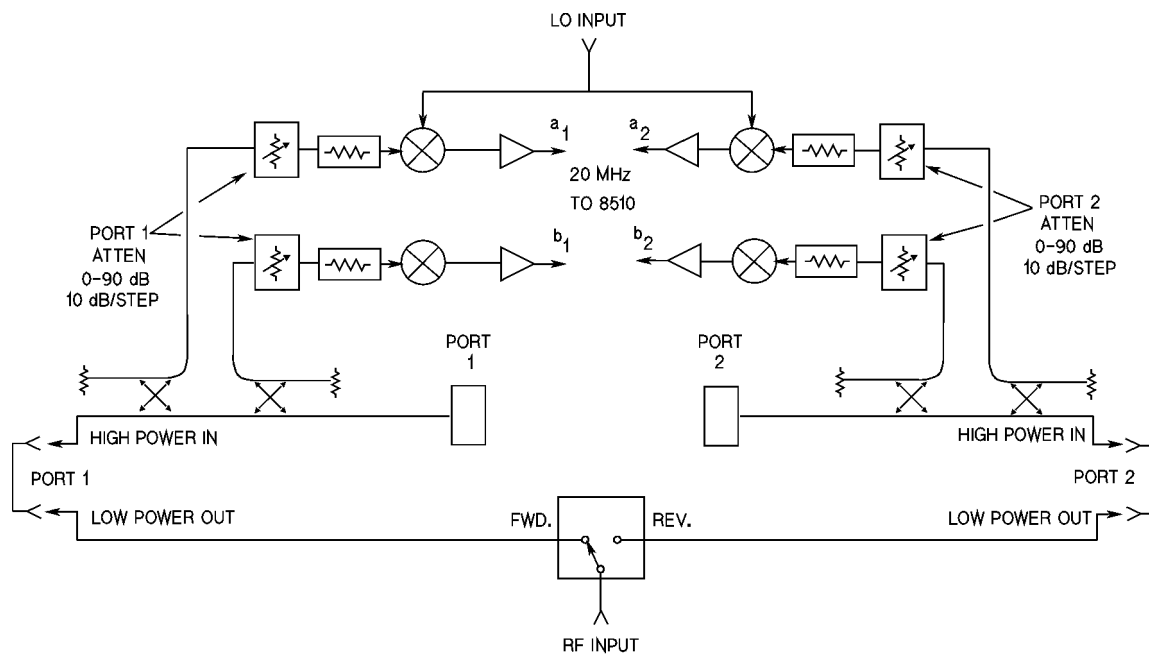 LO INPUT
a1
a2
20 MHz
TO 8510
PORT 1
ATTEN
0–90 dB
10 dB/STEP
PORT 2
ATTEN
0–90 dB
10 dB/STEP
b1
b2
PORT
1
PORT
2
HIGH POWER IN
HIGH POWER IN
PORT 1
PORT 2
LOW POWER OUT
FWD.
REV.
LOW POWER OUT
RF INPUT